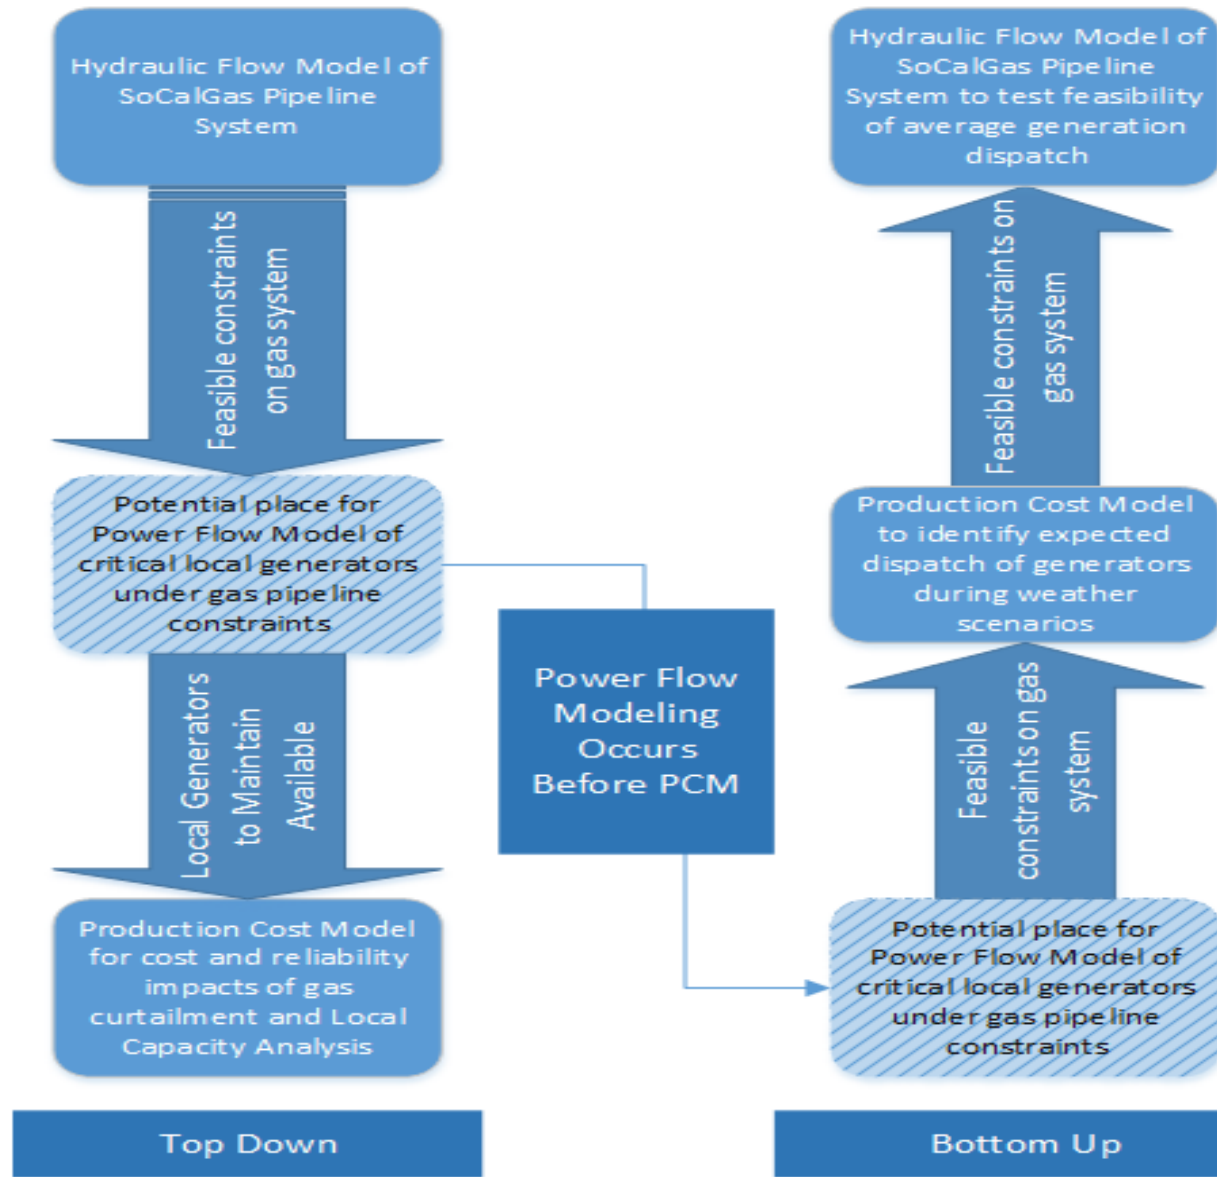 Hydraulic Flow Model of
SoCalGas Pipeline
System
Feasible constraints
on gas system
Potential place for
Power Flow Model of
critical local generators
under gas pipeline
constraints
Local Generators
to Maintain
Available
Production Cost Model
for cost and reliability
impacts of gas
curtailment and Local
Capacity Analysis
Top Down
Power Flow
Modeling
Occurs
Before PCM
Hydraulic Flow Model of
SoCalGas Pipeline
System to test feasibility
of average generation
dispatch
Feasible constraints on
gas system
Production Cost Model
to identify expected
dispatch of generators
during weather
scenarios
Feasible
constraints on gas
system
Potential place for
Power Flow Model of
critical local generators
under gas pipeline
constraints
Bottom Up